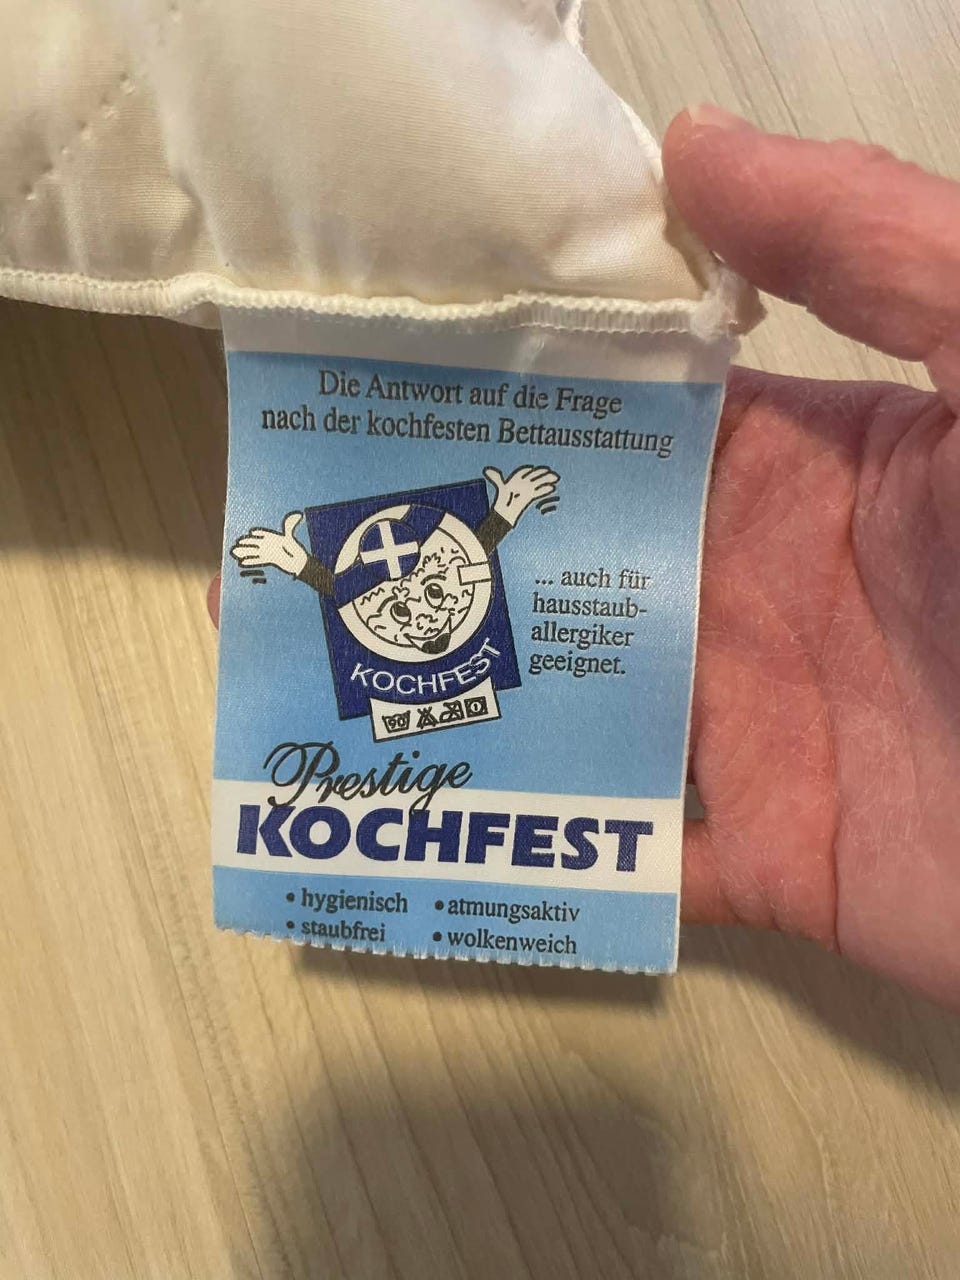 Die Antwort auf die Frage
nach der kochfesten Bettausstattung
... auch für
hausstaub-
allergiker
geeignet.
KOCHFEST
Prestige
KOCHFEST
• hygienisch • atmungsaktiv
• staubfrei • wolkenweich